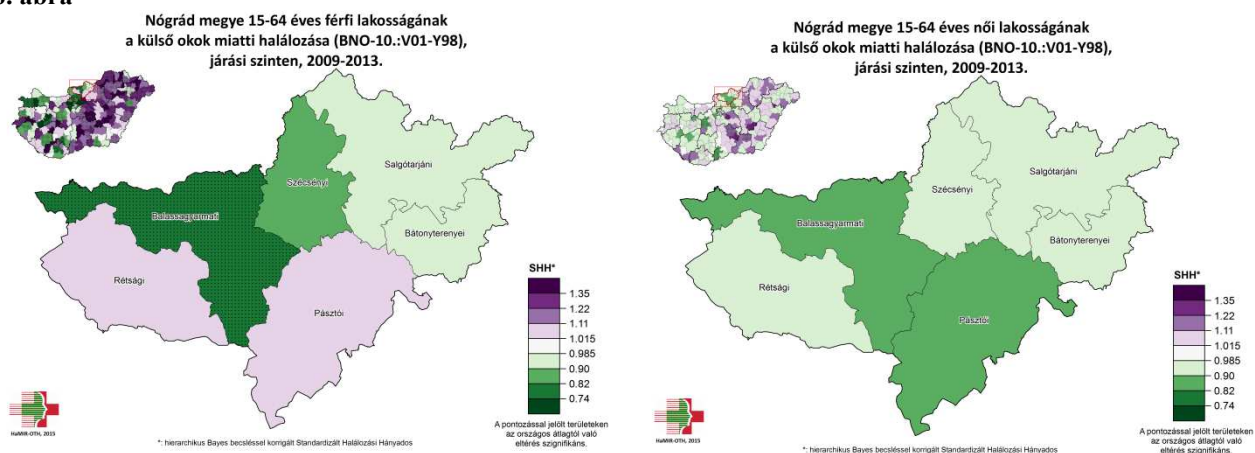 Nógrád megye 15-64 éves férfi lakosságának
a külső okok miatti halálozása (BNO-10.:V01-Y98),
járási szinten, 2009-2013.
Salgótarjáni
Szécsényi
Balassagyarmati
Bátonyterenyei
Rétsági
Pásztói
SHH*
1.35
1.22
1.11
1.015
0.985
0.90
0.82
0.74
HaMIR-OTH, 2015
A pontozással jelölt területeken
az országos átlagtól való
eltérés szignifikáns.
*: hierarchikus Bayes becsléssel korrigált Standardizált Halálozási Hányados
Nógrád megye 15-64 éves női lakosságának
a külső okok miatti halálozása (BNO-10.:V01-Y98),
járási szinten, 2009-2013.
Salgótarjáni
Szécsényi
Balassagyarmati
Bátonyterenyei
Rétsági
Pásztói
SHH*
1.35
1.22
1.11
1.015
0.985
0.90
0.82
0.74
HaMIR-OTH, 2015
A pontozással jelölt területeken
az országos átlagtól való
eltérés szignifikáns.
*: hierarchikus Bayes becsléssel korrigált Standardizált Halálozási Hányados